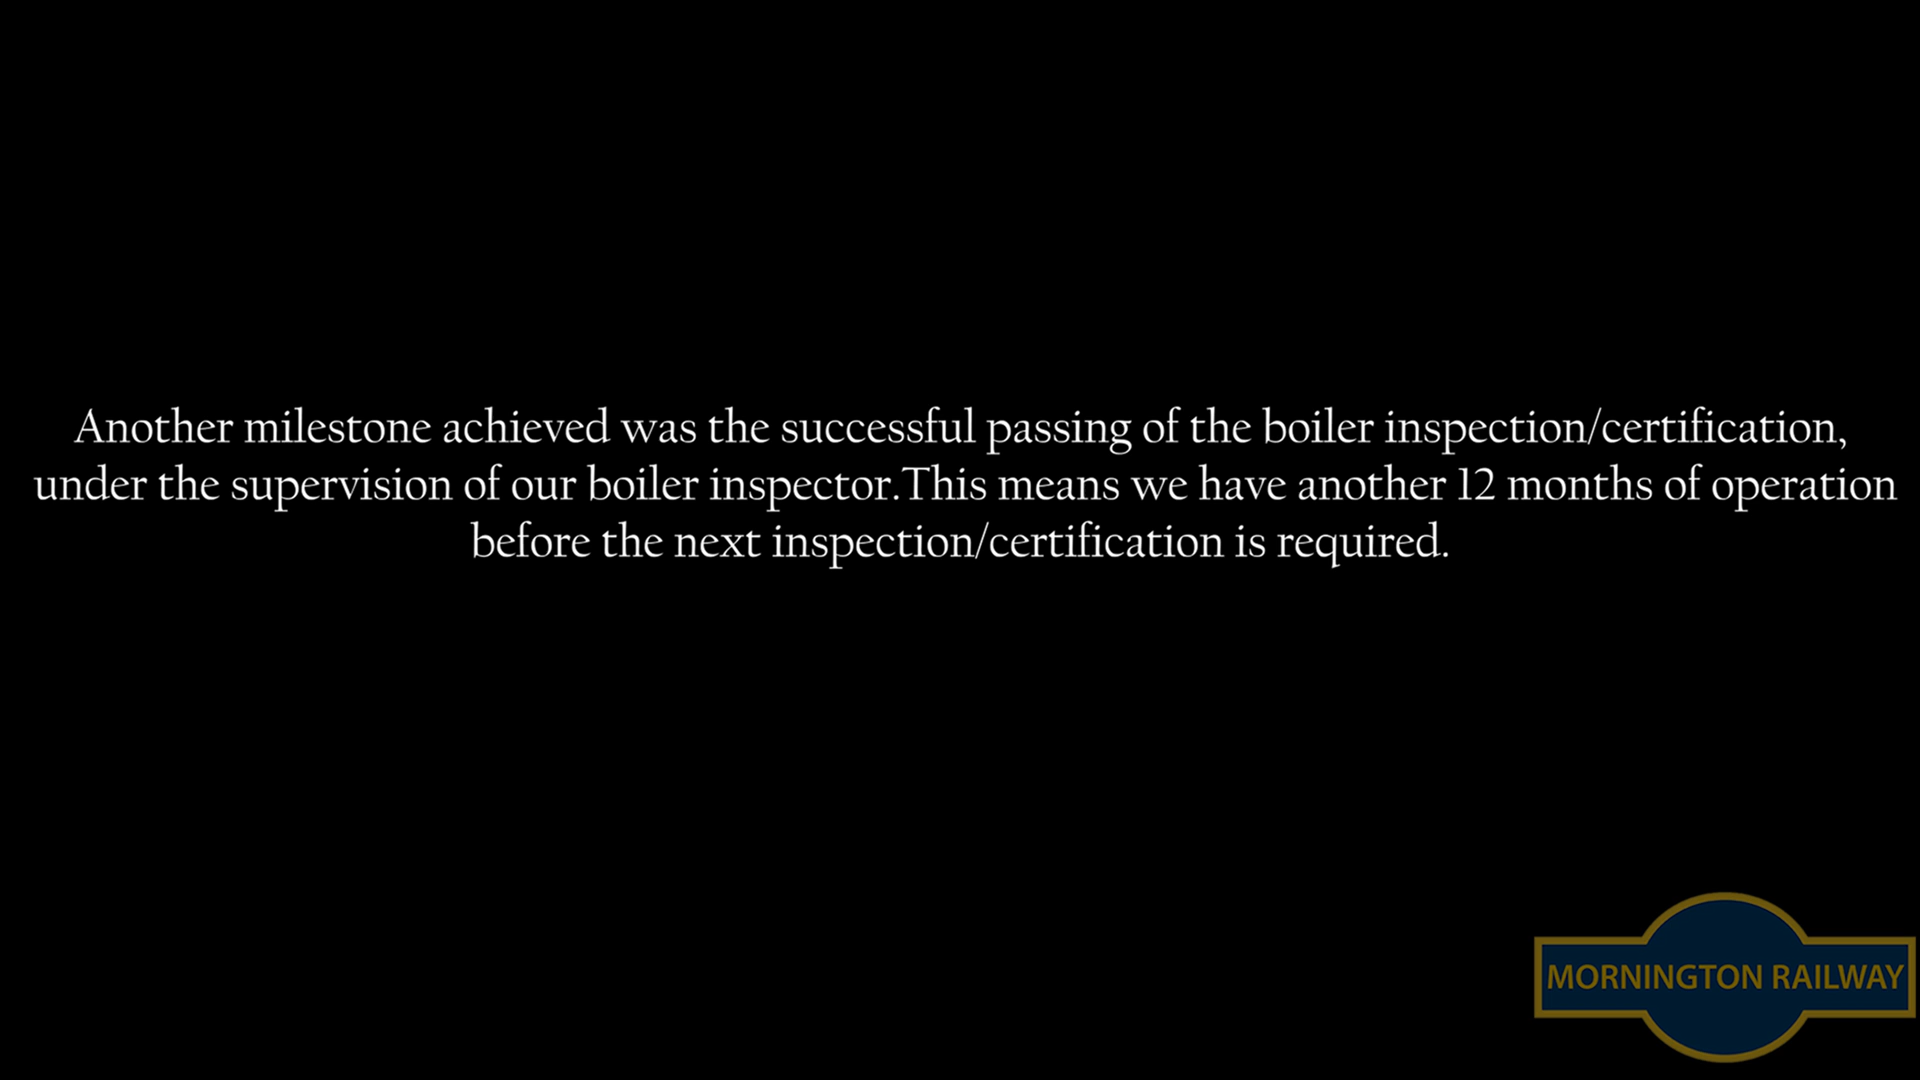 Another milestone achieved was the successful passing of the boiler inspection/certification,
under the supervision of our boiler inspector.This means we have another 12 months of operation
before the next inspection/certification is required.
MORNINGTON RAILWAY